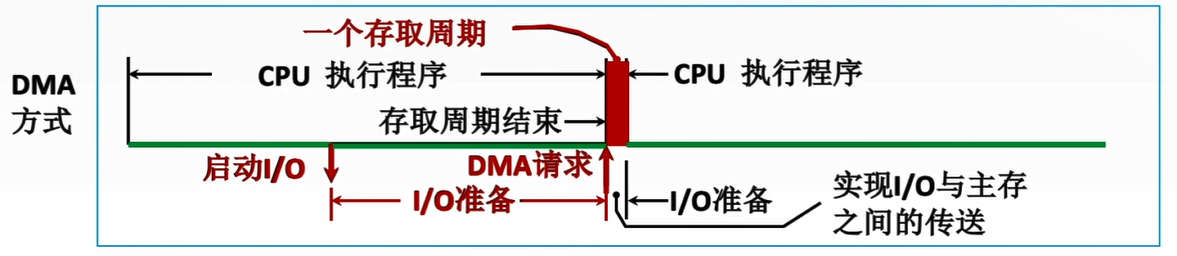 一个存取周期
DMA
方式
CPU 执行程序
CPU 执行程序
存取周期结束
启动I/O
DMA请求
I/O准备
I/O准备
实现I/O与主存
之间的传送